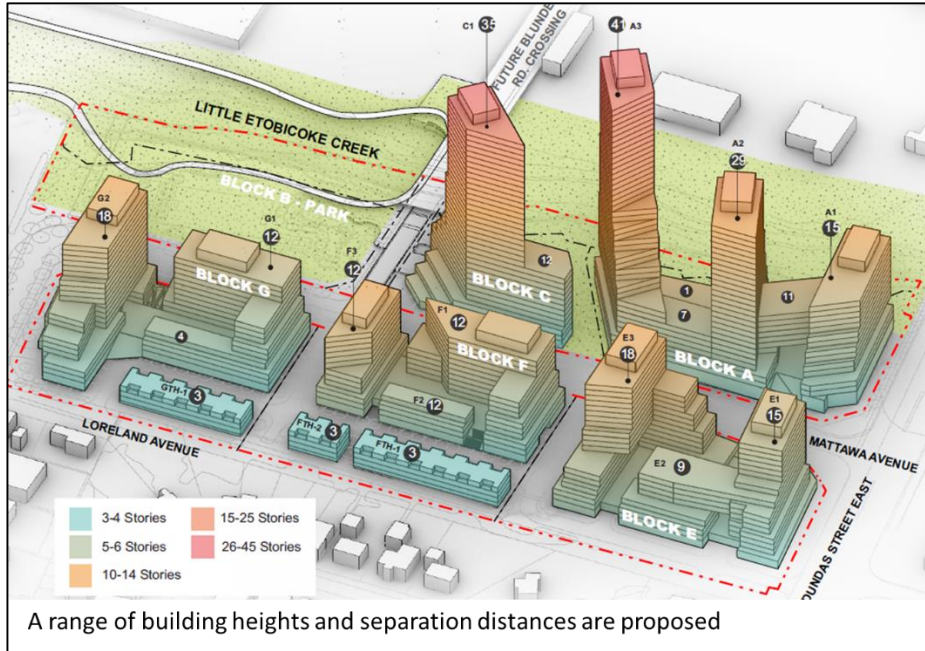 C1 35
41 A3
FUTURE BLUNDE
RD. CROSSING
LITTLE ETOBICOKE CREEK
A2
29
BLOCK B - PARK
G2
18
G1
12
A1
15
F3
12
12
BLOCK G
BLOCK C
1
11
7
F1
12
4
BLOCK F
E3
18
BLOCK A
GTH-1 3
F2 12
E1
15
FTH-2 3
FTH-1 3
MATTAWA AVENUE
LORELAND AVENUE
E2 9
BLOCK E
DUNDAS STREET EAST
3-4 Stories
5-6 Stories
10-14 Stories
15-25 Stories
26-45 Stories
A range of building heights and separation distances are proposed